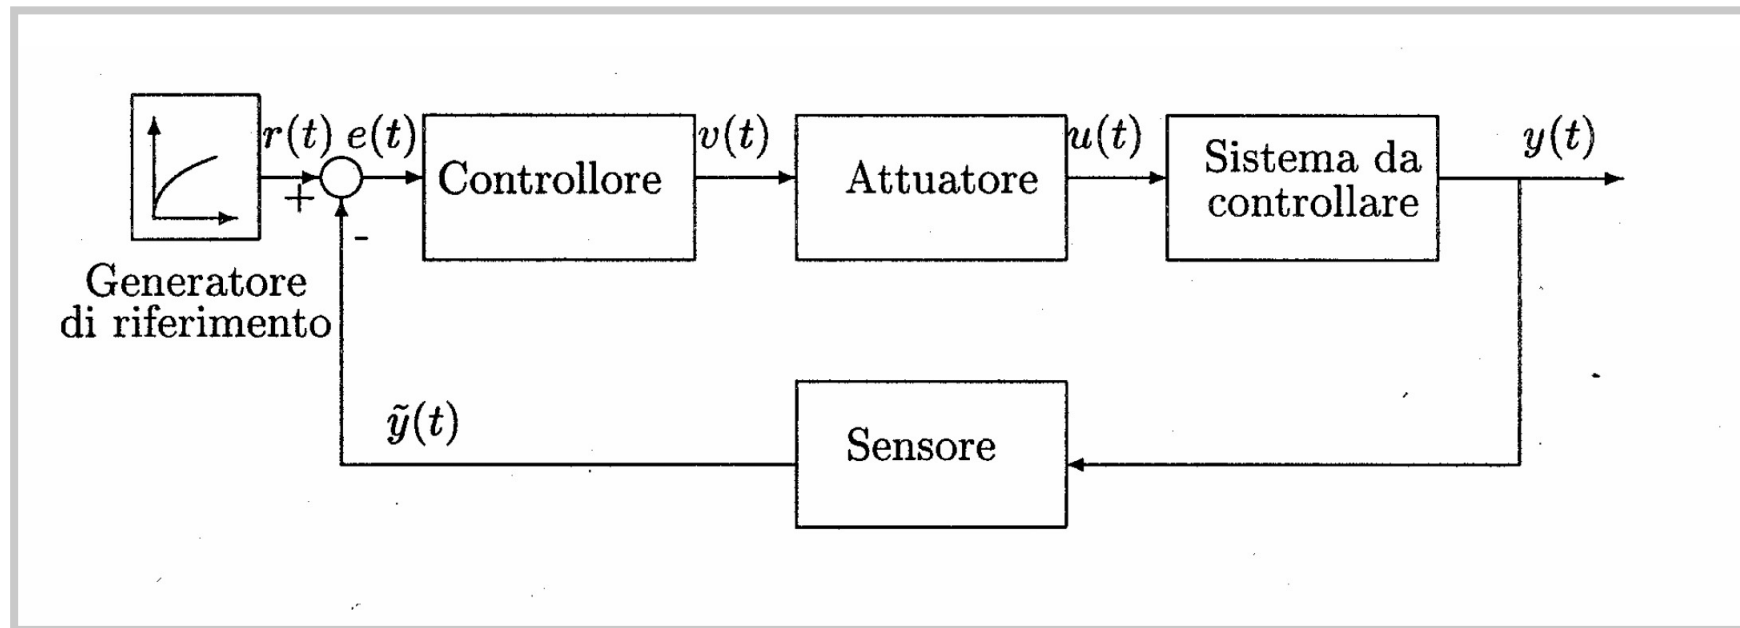 r(t) e(t)
+
-
Controllore
v(t)
Attuatore
u(t)
Sistema da
controllare
y(t)
Generatore
di riferimento
ỹ(t)
Sensore